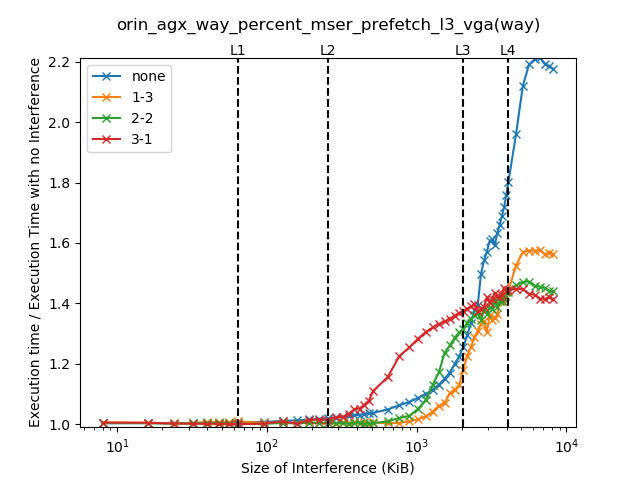 orin_agx_way_percent_mser_prefetch_l3_vga(way)
L1 L2 L3 L4
none
1-3
2-2
3-1
2.2
2.0
1.8
1.6
1.4
1.2
1.0
Execution time / Execution Time with no Interference
10¹ 10² 10³ 10⁴
Size of Interference (KiB)